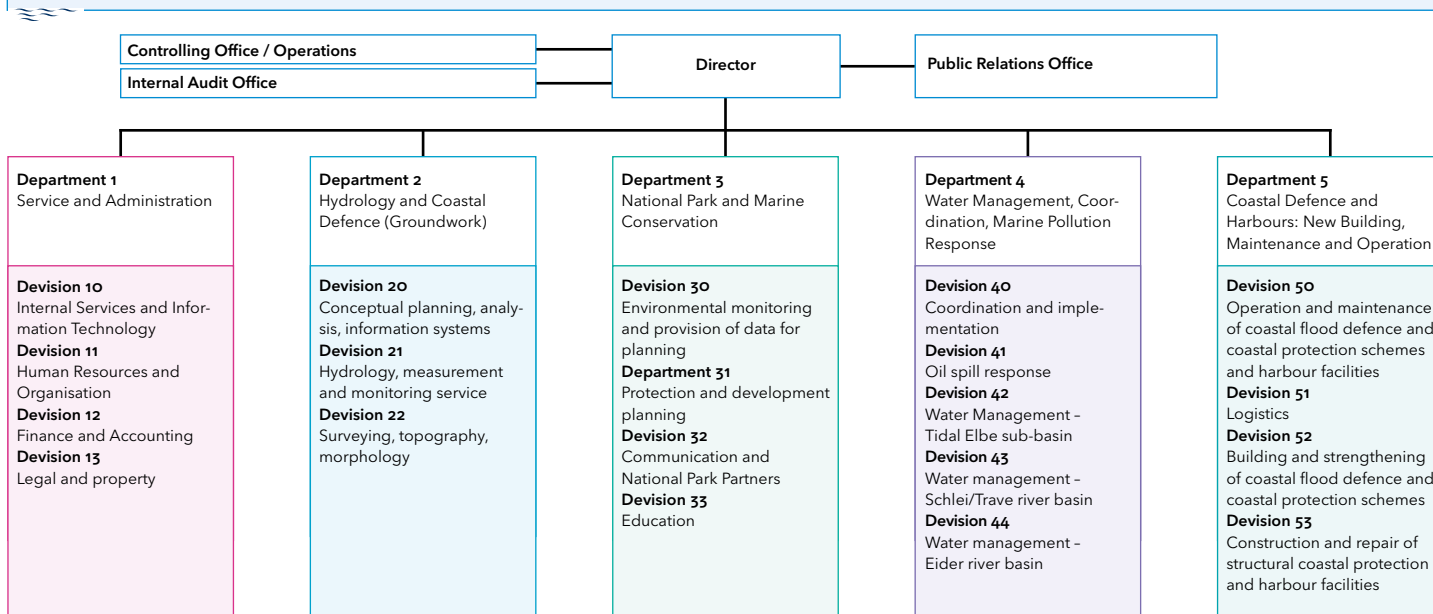 Controlling Office / Operations
Internal Audit Office
Director
Public Relations Office
Department 1
Service and Administration
Devision 10
Internal Services and Infor-
mation Technology
Devision 11
Human Resources and
Organisation
Devision 12
Finance and Accounting
Devision 13
Legal and property
Department 2
Hydrology and Coastal
Defence (Groundwork)
Devision 20
Conceptual planning, analy-
sis, information systems
Devision 21
Hydrology, measurement
and monitoring service
Devision 22
Surveying, topography,
morphology
Department 3
National Park and Marine
Conservation
Devision 30
Environmental monitoring
and provision of data for
planning
Department 31
Protection and development
planning
Devision 32
Communication and
National Park Partners
Devision 33
Education
Department 4
Water Management, Coor-
dination, Marine Pollution
Response
Devision 40
Coordination and imple-
mentation
Devision 41
Oil spill response
Devision 42
Water Management –
Tidal Elbe sub-basin
Devision 43
Water management –
Schlei/Trave river basin
Devision 44
Water management –
Eider river basin
Department 5
Coastal Defence and
Harbours: New Building,
Maintenance and Operation
Devision 50
Operation and maintenance
of coastal flood defence and
coastal protection schemes
and harbour facilities
Devision 51
Logistics
Devision 52
Building and strengthening
of coastal flood defence and
coastal protection schemes
Devision 53
Construction and repair of
structural coastal protection
and harbour facilities